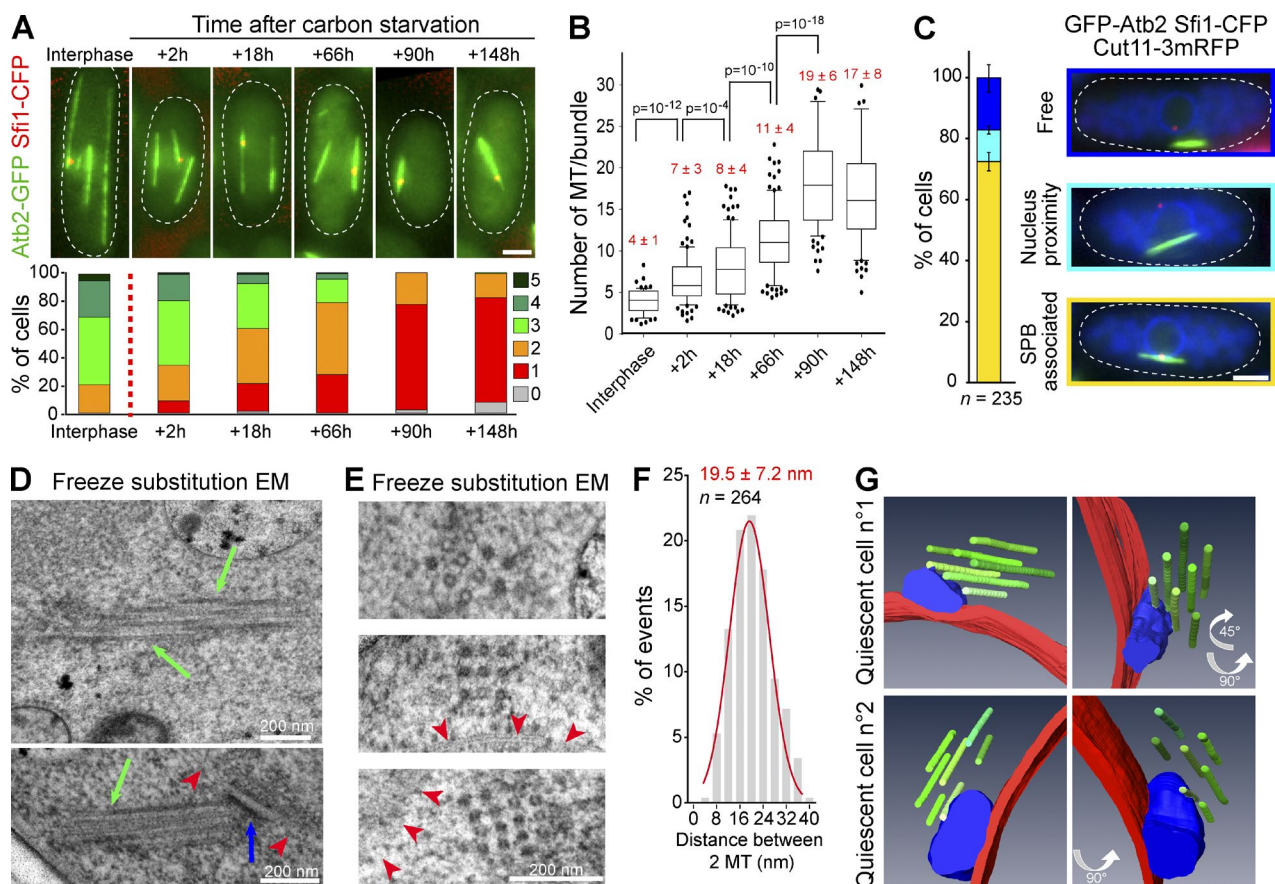 A
Time after carbon starvation
Interphase +2h +18h +66h +90h +148h
Atb2-GFP Sfi1-CFP
% of cells
100
80
60
40
20
0
5
4
3
2
1
0
Interphase +2h +18h +66h +90h +148h
B
Number of MT/bundle
30
25
20
15
10
5
0
p=10-12
p=10-4
p=10-10
p=10-18
4 ± 1
7 ± 3
8 ± 4
11 ± 4
19 ± 6
17 ± 8
Interphase
+2h
+18h
+66h
+90h
+148h
C
GFP-Atb2 Sfi1-CFP
Cut11-3mRFP
% of cells
100
80
60
40
20
0
n = 235
Free
Nucleus
proximity
SPB
associated
D
Freeze substitution EM
200 nm
200 nm
E
Freeze substitution EM
200 nm
F
19.5 ± 7.2 nm
n = 264
% of events
25
20
15
10
5
0
0 8 16 24 32 40
Distance between
2 MT (nm)
G
Quiescent cell n°1
45°
90°
Quiescent cell n°2
90°